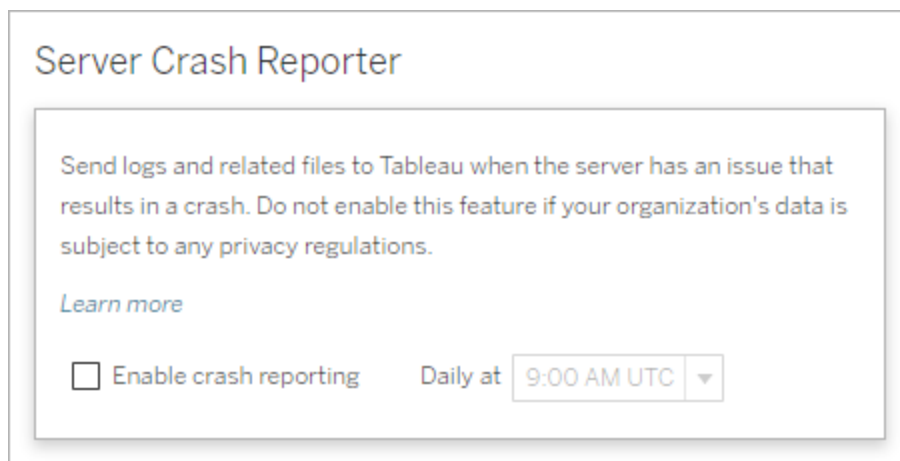 Server Crash Reporter
Send logs and related files to Tableau when the server has an issue that
results in a crash. Do not enable this feature if your organization's data is
subject to any privacy regulations.
Learn more
Enable crash reporting Daily at 9:00 AM UTC